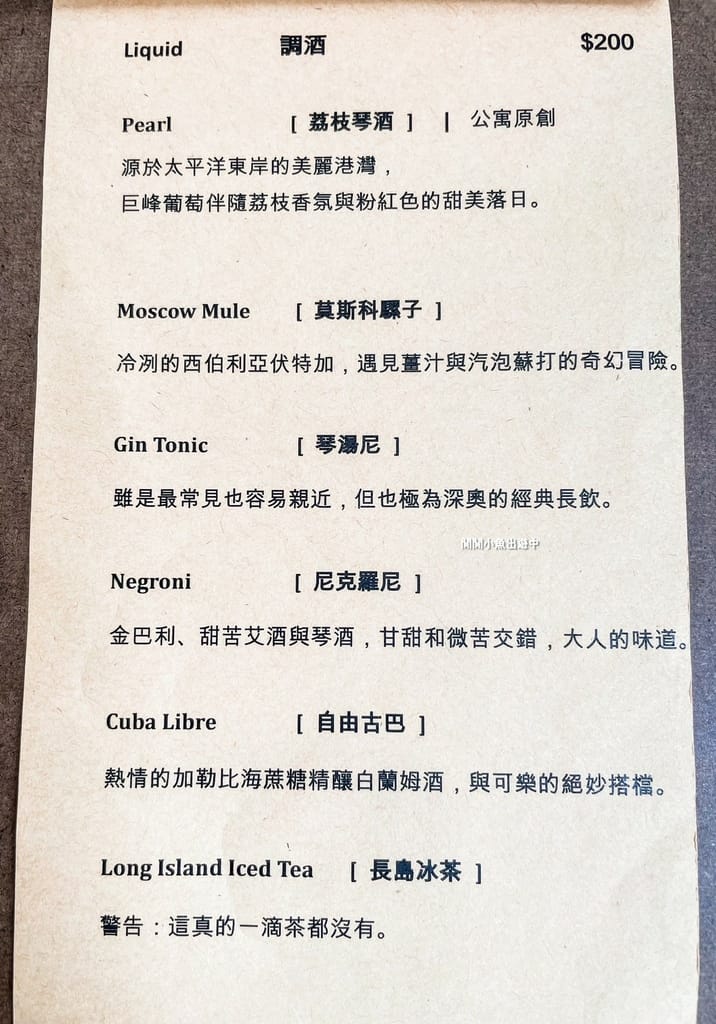 Liquid 調酒 $200
Pearl [ 荔枝琴酒 ] | 公寓原創
源於太平洋東岸的美麗港灣，
巨峰葡萄伴隨荔枝香氛與粉紅色的甜美落日。
Moscow Mule [ 莫斯科騾子 ]
冷冽的西伯利亞伏特加，遇見薑汁與汽泡蘇打的奇幻冒險。
Gin Tonic [ 琴湯尼 ]
雖是最常見也容易親近，但也極為深奧的經典長飲。
小魚出遊中
Negroni [ 尼克羅尼 ]
金巴利、甜苦艾酒與琴酒，甘甜和微苦交錯，大人的味道。
Cuba Libre [ 自由古巴 ]
熱情的加勒比海蔗糖精釀白蘭姆酒，與可樂的絕妙搭檔。
Long Island Iced Tea [ 長島冰茶 ]
警告：這真的一滴茶都沒有。